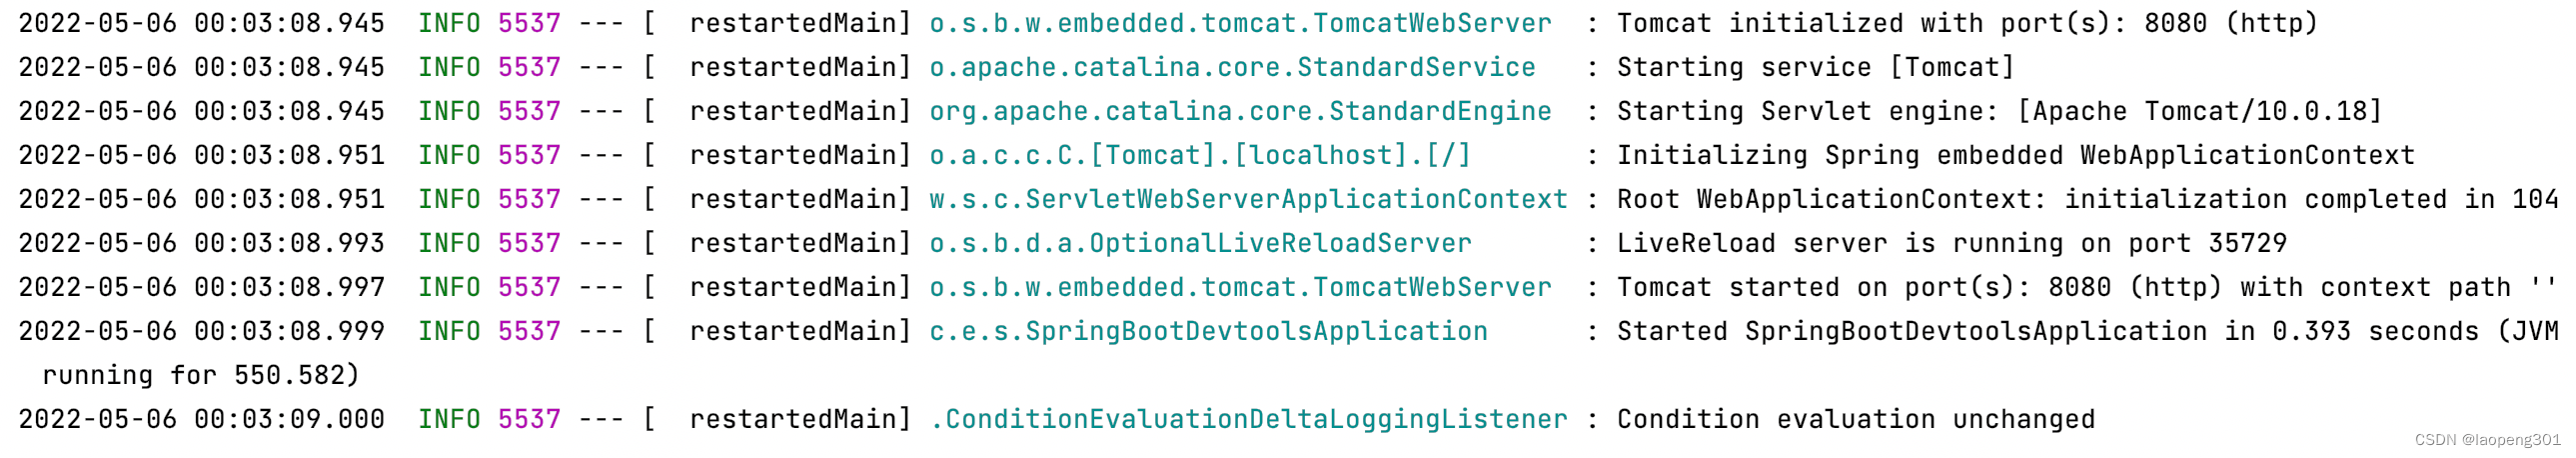 2022-05-06 00:03:08.945  INFO 5537 --- [  restartedMain] o.s.b.w.embedded.tomcat.TomcatWebServer  : Tomcat initialized with port(s): 8080 (http)
2022-05-06 00:03:08.945  INFO 5537 --- [  restartedMain] o.apache.catalina.core.StandardService   : Starting service [Tomcat]
2022-05-06 00:03:08.945  INFO 5537 --- [  restartedMain] org.apache.catalina.core.StandardEngine  : Starting Servlet engine: [Apache Tomcat/10.0.18]
2022-05-06 00:03:08.951  INFO 5537 --- [  restartedMain] o.a.c.c.C.[Tomcat].[localhost].[/]       : Initializing Spring embedded WebApplicationContext
2022-05-06 00:03:08.951  INFO 5537 --- [  restartedMain] w.s.c.ServletWebServerApplicationContext : Root WebApplicationContext: initialization completed in 104
2022-05-06 00:03:08.993  INFO 5537 --- [  restartedMain] o.s.b.d.a.OptionalLiveReloadServer       : LiveReload server is running on port 35729
2022-05-06 00:03:08.997  INFO 5537 --- [  restartedMain] o.s.b.w.embedded.tomcat.TomcatWebServer  : Tomcat started on port(s): 8080 (http) with context path ''
2022-05-06 00:03:08.999  INFO 5537 --- [  restartedMain] c.e.s.SpringBootDevtoolsApplication      : Started SpringBootDevtoolsApplication in 0.393 seconds (JVM
running for 550.582)
2022-05-06 00:03:09.000  INFO 5537 --- [  restartedMain] .ConditionEvaluationDeltaLoggingListener : Condition evaluation unchanged
CSDN @laopeng301